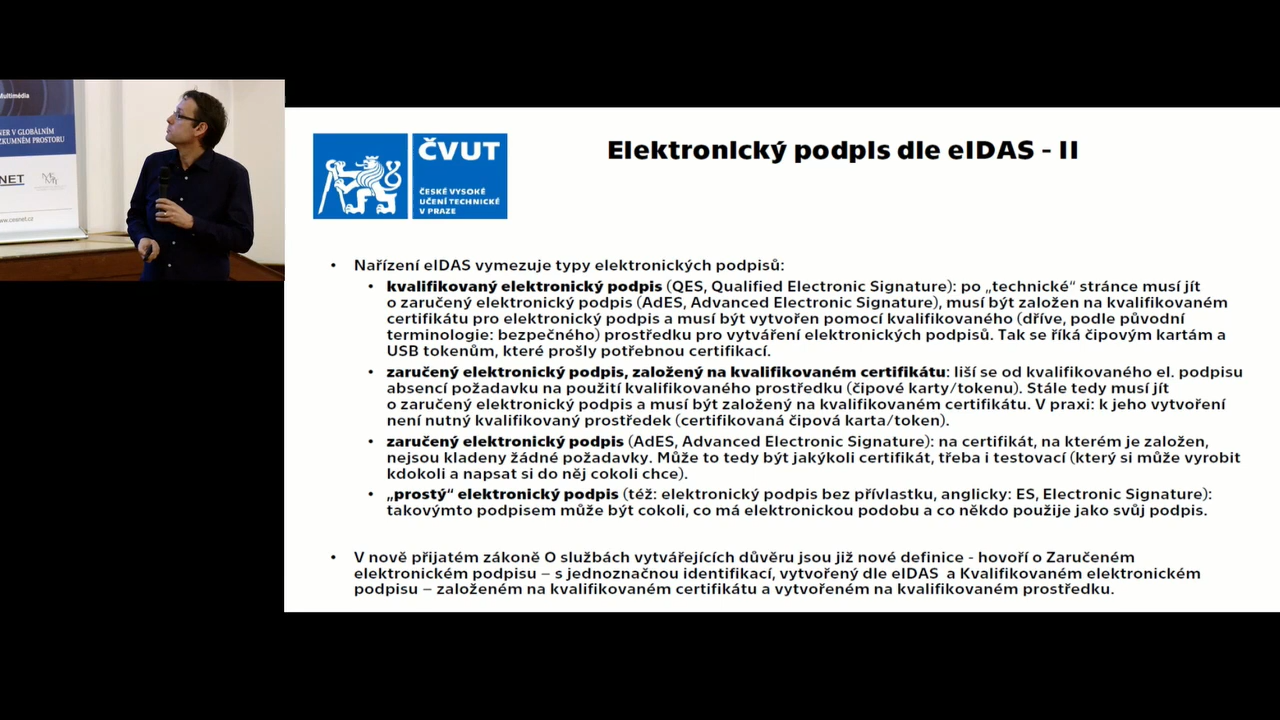 Multimédia
NER V GLOBÁLNÍM
ZKUMNÉM PROSTORU
NET
www.cesnet.cz
ČVUT
ČESKÉ VYSOKÉ
UČENÍ TECHNICKÉ
V PRAZE
Elektronický podpis dle eIDAS - II
• Nařízení eIDAS vymezuje typy elektronických podpisů:
• kvalifikovaný elektronický podpis (QES, Qualified Electronic Signature): po „technické“ stránce musí jít
o zaručený elektronický podpis (AdES, Advanced Electronic Signature), musí být založen na kvalifikovaném
certifikátu pro elektronický podpis a musí být vytvořen pomocí kvalifikovaného (dříve, podle původní
terminologie: bezpečného) prostředku pro vytváření elektronických podpisů. Tak se říká čipovým kartám a
USB tokenům, které prošly potřebnou certifikací.
• zaručený elektronický podpis, založený na kvalifikovaném certifikátu: liší se od kvalifikovaného el. podpisu
absencí požadavku na použití kvalifikovaného prostředku (čipové karty/tokenu). Stále tedy musí jít
o zaručený elektronický podpis a musí být založený na kvalifikovaném certifikátu. V praxi: k jeho vytvoření
není nutný kvalifikovaný prostředek (certifikovaná čipová karta/token).
• zaručený elektronický podpis (AdES, Advanced Electronic Signature): na certifikát, na kterém je založen,
nejsou kladeny žádné požadavky. Může to tedy být jakýkoli certifikát, třeba i testovací (který si může vyrobit
kdokoli a napsat si do něj cokoli chce).
• „prostý“ elektronický podpis (též: elektronický podpis bez přívlastku, anglicky: ES, Electronic Signature):
takovýmto podpisem může být cokoli, co má elektronickou podobu a co někdo použije jako svůj podpis.
• V nově přijatém zákoně O službách vytvářejících důvěru jsou již nové definice - hovoří o Zaručeném
elektronickém podpisu – s jednoznačnou identifikací, vytvořený dle eIDAS a Kvalifikovaném elektronickém
podpisu – založeném na kvalifikovaném certifikátu a vytvořeném na kvalifikovaném prostředku.